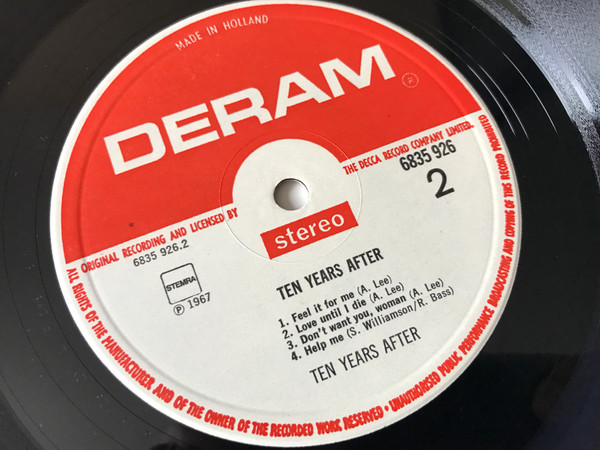 MADE IN HOLLAND
DERAM
®
ORIGINAL RECORDING AND LICENSED BY
THE DECCA RECORD COMPANY LIMITED.
6835 926.2
6835 926
2
stereo
STEMRA
℗ 1967
TEN YEARS AFTER
1. Feel it for me (A. Lee)
2. Love until I die (A. Lee)
3. Don't want you, woman (A. Lee)
4. Help me (S. Williamson/R. Bass)
TEN YEARS AFTER
ALL RIGHTS OF THE MANUFACTURER AND OF THE OWNER OF THE RECORDED WORK RESERVED • UNAUTHORISED PUBLIC PERFORMANCE BROADCASTING AND COPYING OF THIS RECORD PROHIBITED